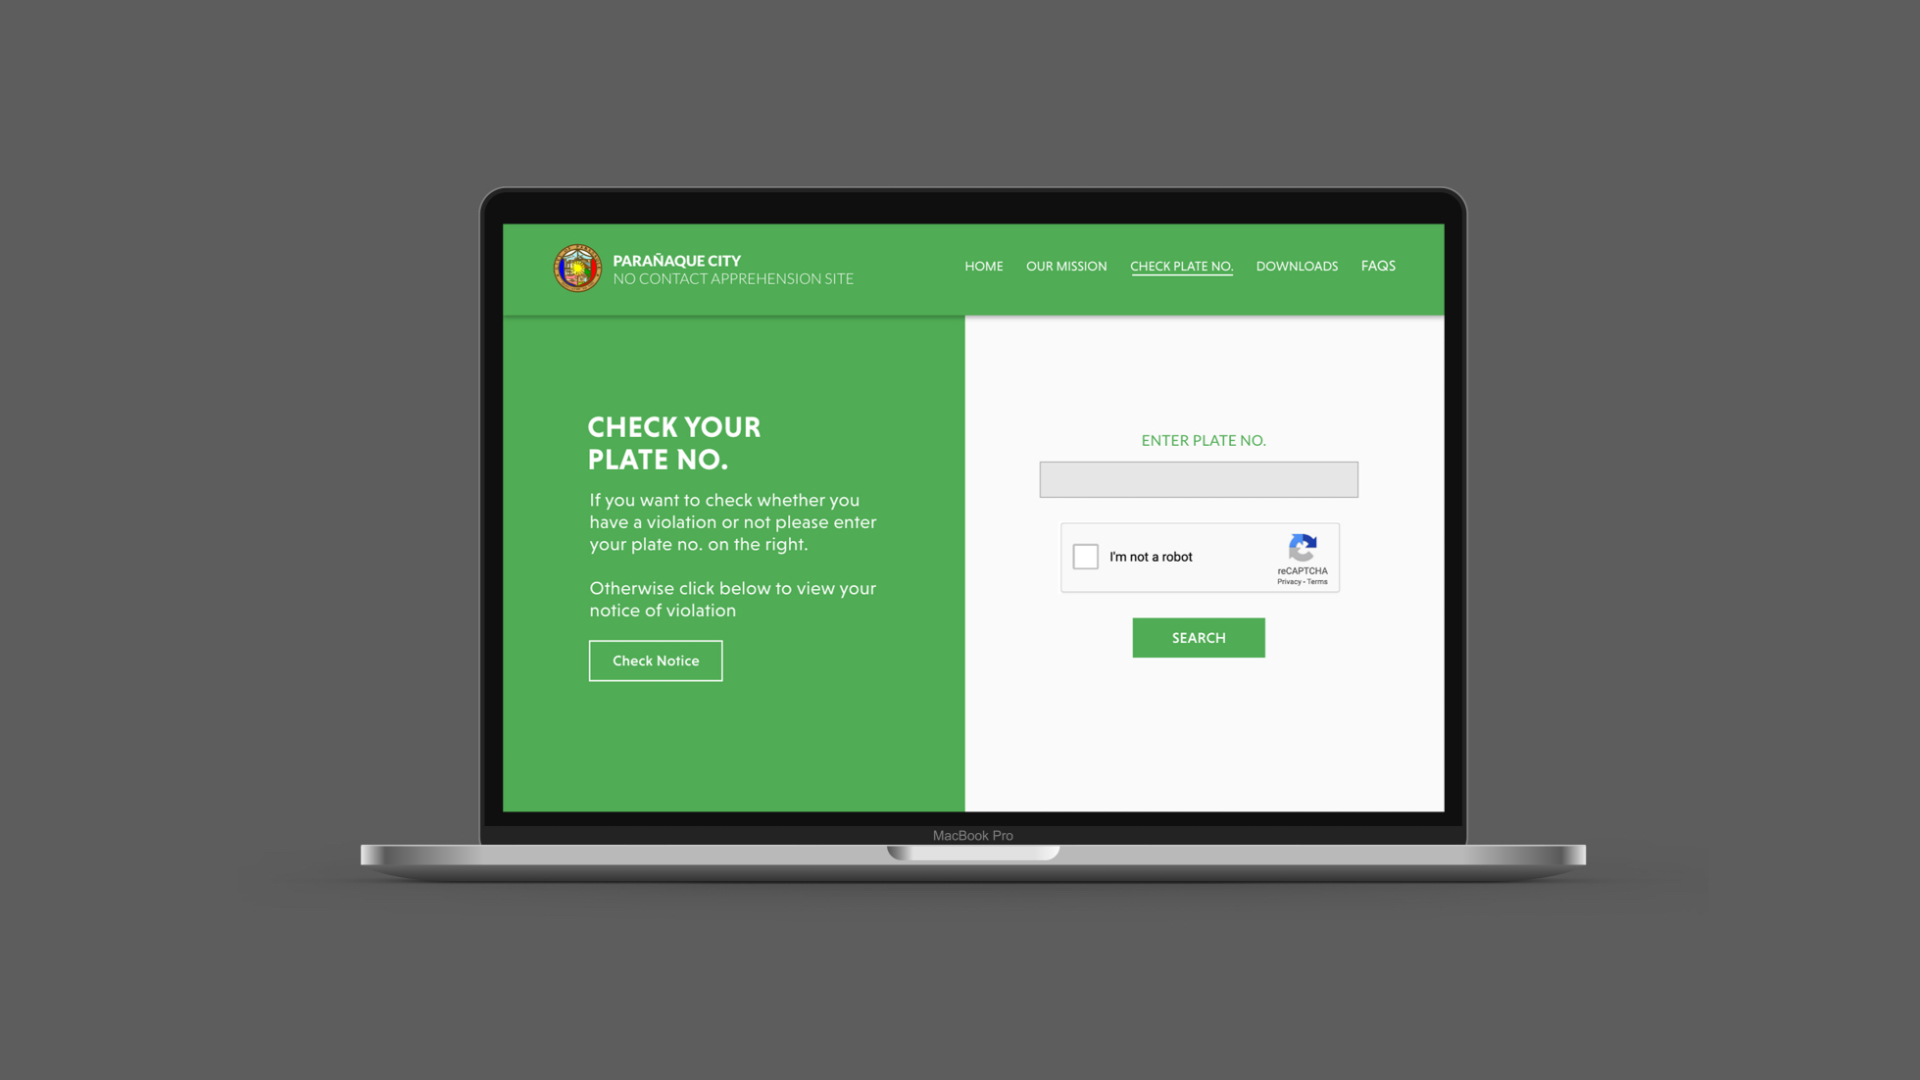 PARAÑAQUE CITY
NO CONTACT APPREHENSION SITE
HOME OUR MISSION CHECK PLATE NO. DOWNLOADS FAQS
CHECK YOUR
PLATE NO.
If you want to check whether you
have a violation or not please enter
your plate no. on the right.
Otherwise click below to view your
notice of violation
Check Notice
ENTER PLATE NO.
I'm not a robot
reCAPTCHA
Privacy - Terms
SEARCH
MacBook Pro